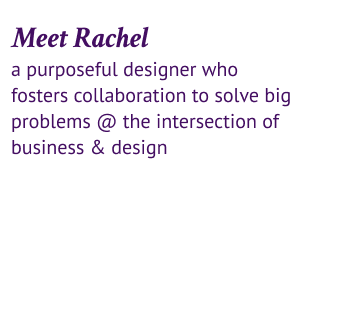 Meet Rachel
a purposeful designer who
fosters collaboration to solve big
problems @ the intersection of
business & design